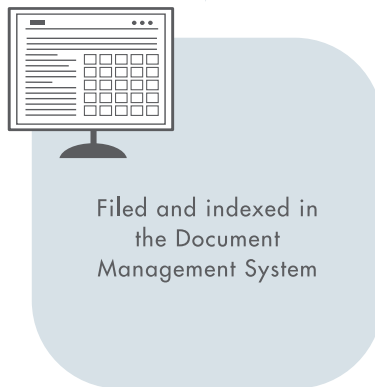 Filed and indexed in
the Document
Management System